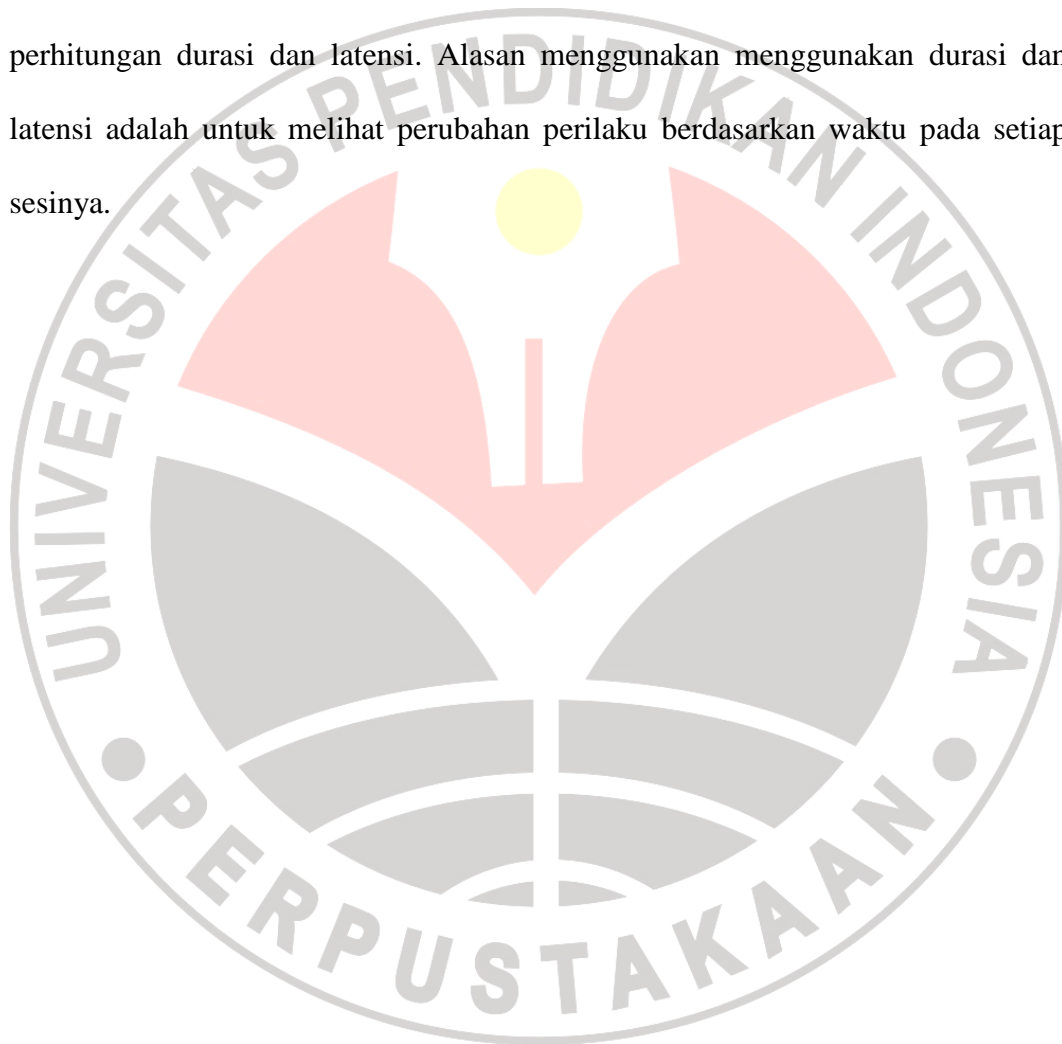 perhitungan durasi dan latensi. Alasan menggunakan menggunakan durasi dan
latensi adalah untuk melihat perubahan perilaku berdasarkan waktu pada setiap
sesinya.
UNIVERSITAS PENDIDIKAN INDONESIA
PERPUSTAKAAN